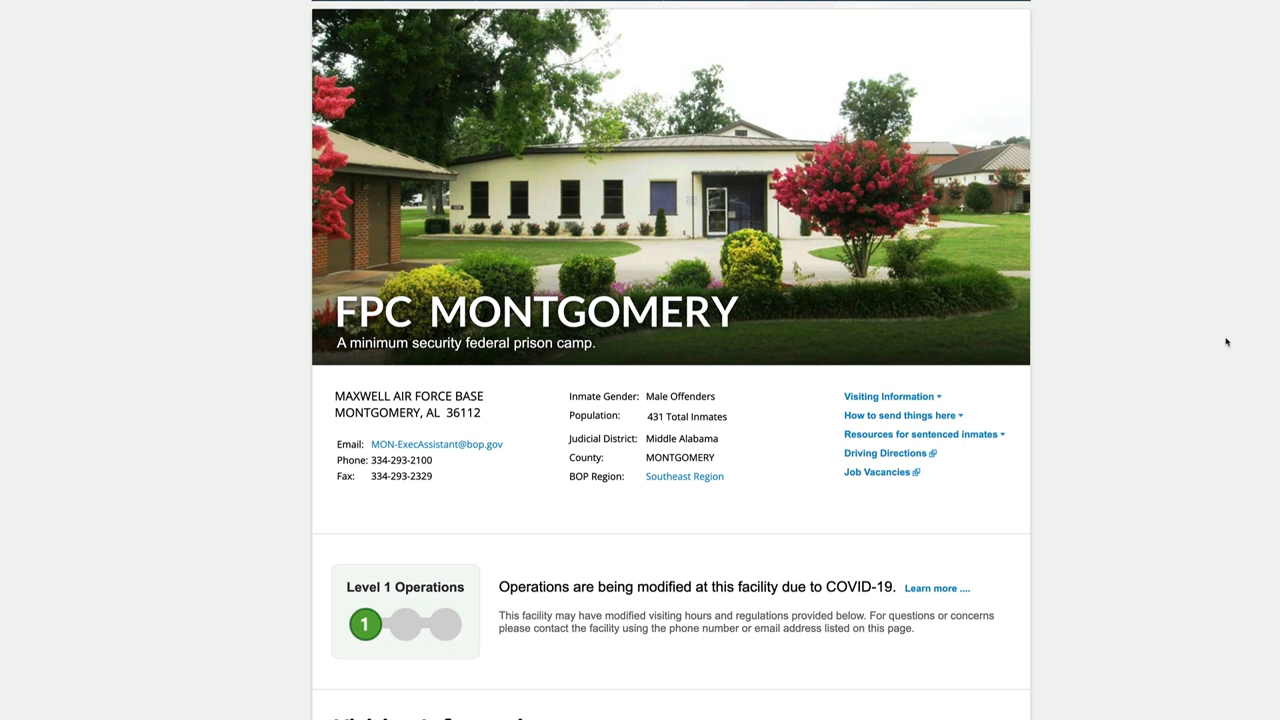 FPC MONTGOMERY
A minimum security federal prison camp.
MAXWELL AIR FORCE BASE
MONTGOMERY, AL 36112
Email: MON-ExecAssistant@bop.gov
Phone: 334-293-2100
Fax: 334-293-2329
Inmate Gender: Male Offenders
Population: 431 Total Inmates
Judicial District: Middle Alabama
County: MONTGOMERY
BOP Region: Southeast Region
Visiting Information
How to send things here
Resources for sentenced inmates
Driving Directions
Job Vacancies
Level 1 Operations
1
Operations are being modified at this facility due to COVID-19. Learn more ....
This facility may have modified visiting hours and regulations provided below. For questions or concerns
please contact the facility using the phone number or email address listed on this page.